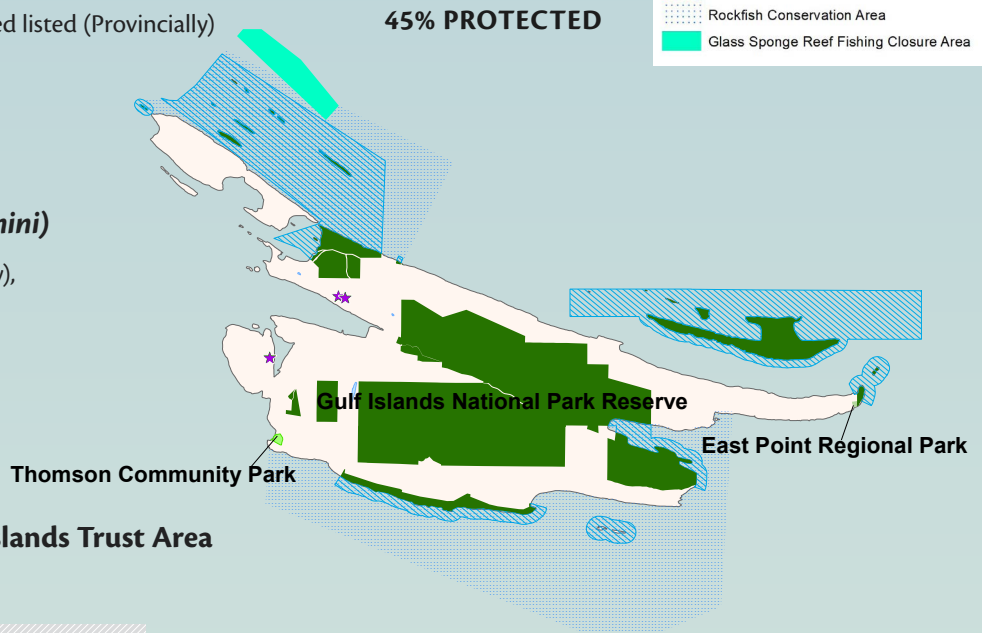 ed listed (Provincially)
45% PROTECTED
Rockfish Conservation Area
Glass Sponge Reef Fishing Closure Area
nini)
),
Gulf Islands National Park Reserve
East Point Regional Park
Thomson Community Park
slands Trust Area